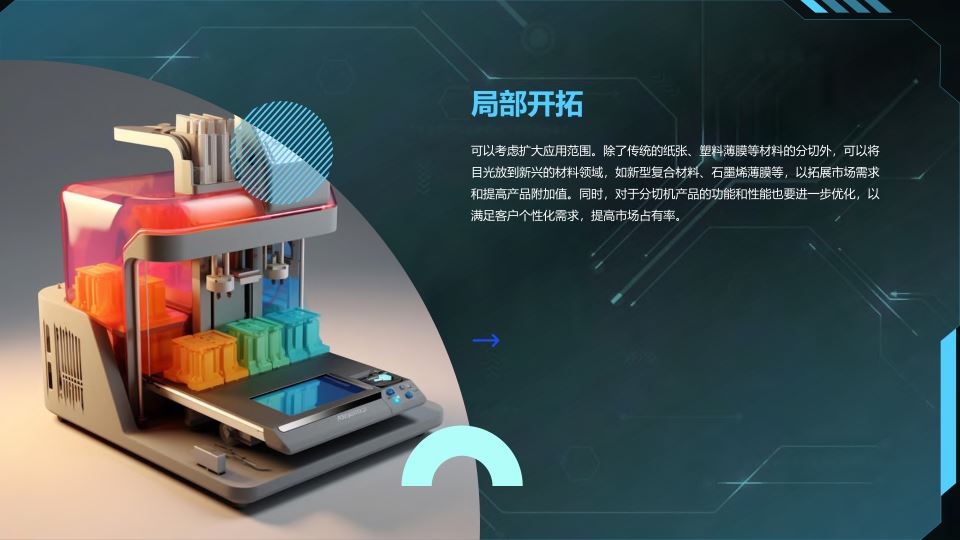 局部开拓
可以考虑扩大应用范围。除了传统的纸张、塑料薄膜等材料的分切外，可以将
目光放到新兴的材料领域，如新型复合材料、石墨烯薄膜等，以拓展市场需求
和提高产品附加值。同时，对于分切机产品的功能和性能也要进一步优化，以
满足客户个性化需求，提高市场占有率。